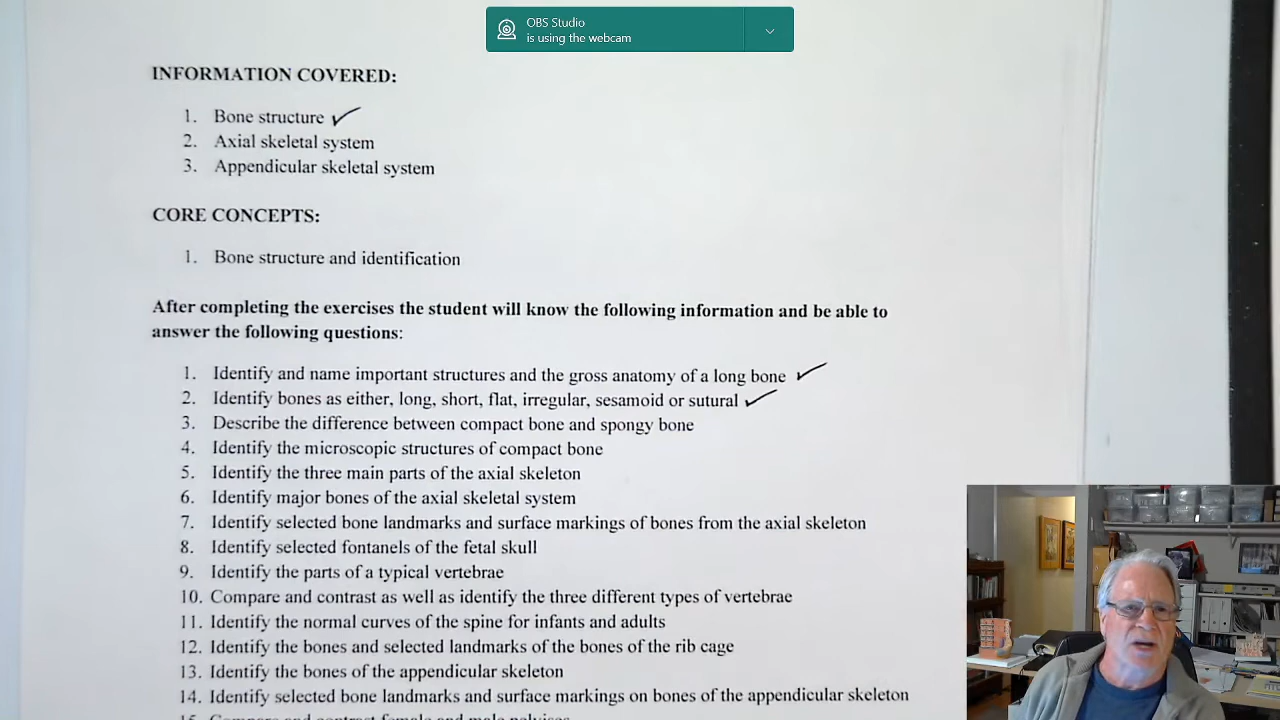 OBS Studio
is using the webcam
INFORMATION COVERED:
1. Bone structure ✓
2. Axial skeletal system
3. Appendicular skeletal system
CORE CONCEPTS:
1. Bone structure and identification
After completing the exercises the student will know the following information and be able to
answer the following questions:
1. Identify and name important structures and the gross anatomy of a long bone ✓
2. Identify bones as either, long, short, flat, irregular, sesamoid or sutural ✓
3. Describe the difference between compact bone and spongy bone
4. Identify the microscopic structures of compact bone
5. Identify the three main parts of the axial skeleton
6. Identify major bones of the axial skeletal system
7. Identify selected bone landmarks and surface markings of bones from the axial skeleton
8. Identify selected fontanels of the fetal skull
9. Identify the parts of a typical vertebrae
10. Compare and contrast as well as identify the three different types of vertebrae
11. Identify the normal curves of the spine for infants and adults
12. Identify the bones and selected landmarks of the bones of the rib cage
13. Identify the bones of the appendicular skeleton
14. Identify selected bone landmarks and surface markings on bones of the appendicular skeleton
15. Compare and contrast female and male pelvises